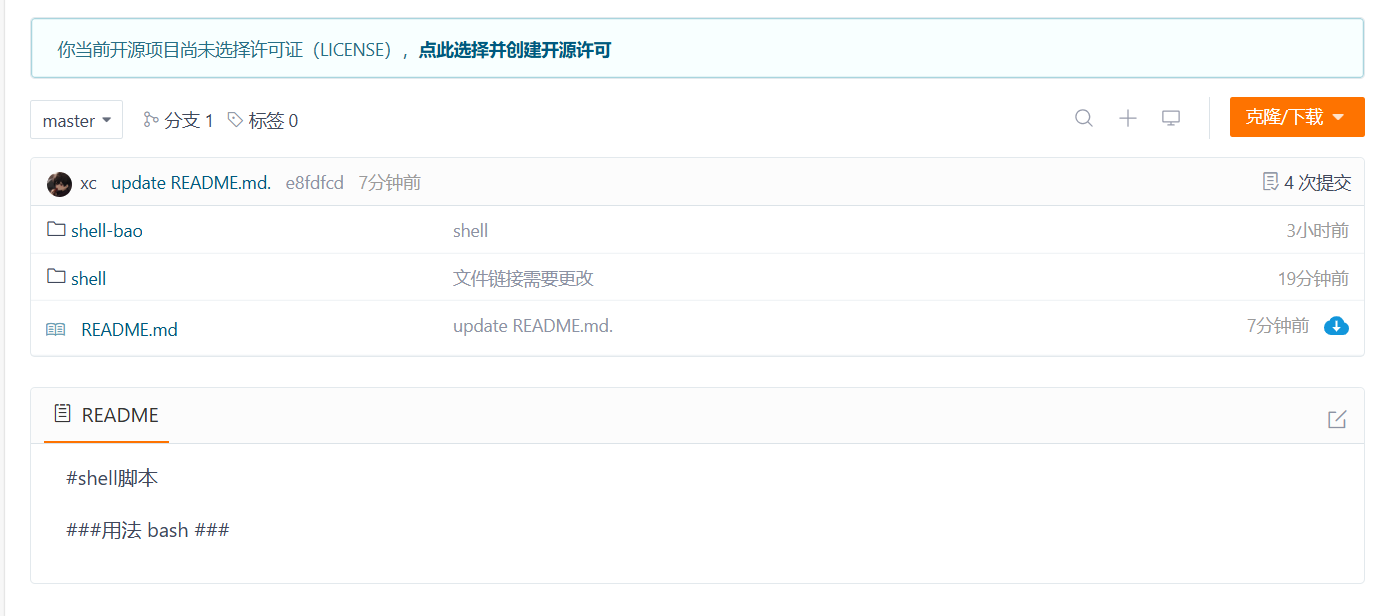 你当前开源项目尚未选择许可证（LICENSE），点此选择并创建开源许可
master 分支 1 标签 0 克隆/下载
xc update README.md. e8fdfcd 7分钟前 4 次提交
shell-bao shell 3小时前
shell 文件链接需要更改 19分钟前
README.md update README.md. 7分钟前
README
#shell脚本
###用法 bash ###